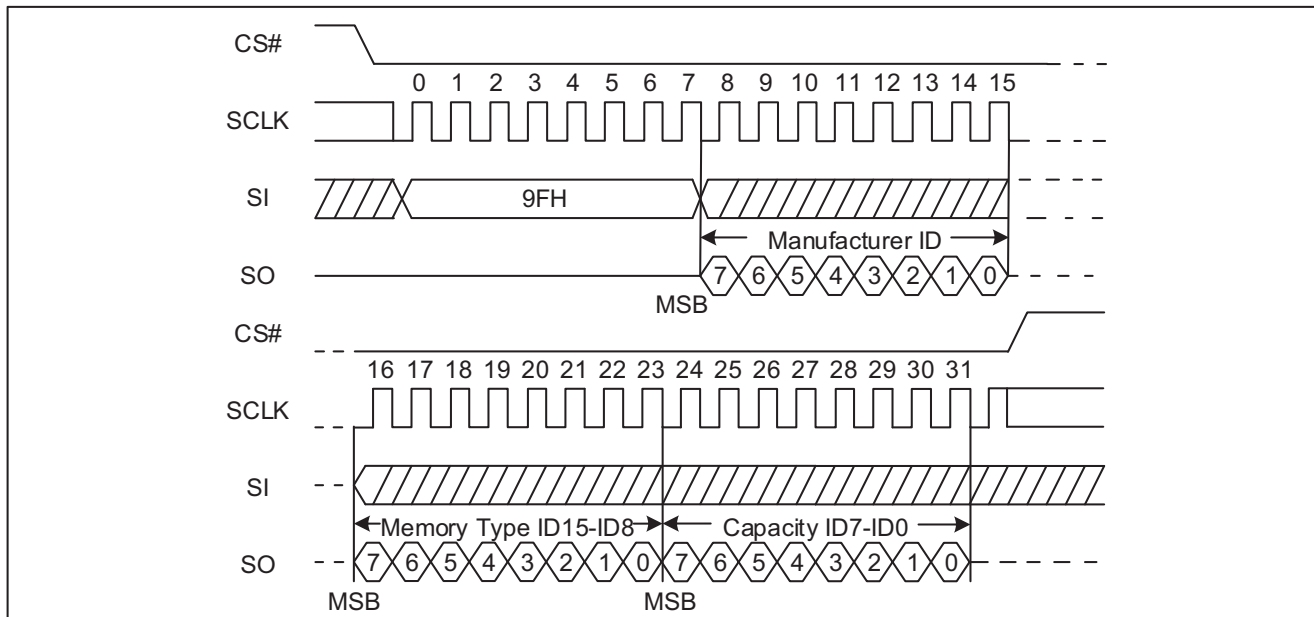 CS#
0 1 2 3 4 5 6 7 8 9 10 11 12 13 14 15
SCLK
SI 9FH
Manufacturer ID
SO 7 6 5 4 3 2 1 0
MSB
CS#
16 17 18 19 20 21 22 23 24 25 26 27 28 29 30 31
SCLK
SI
Memory Type ID15-ID8 Capacity ID7-ID0
SO 7 6 5 4 3 2 1 0 7 6 5 4 3 2 1 0
MSB MSB